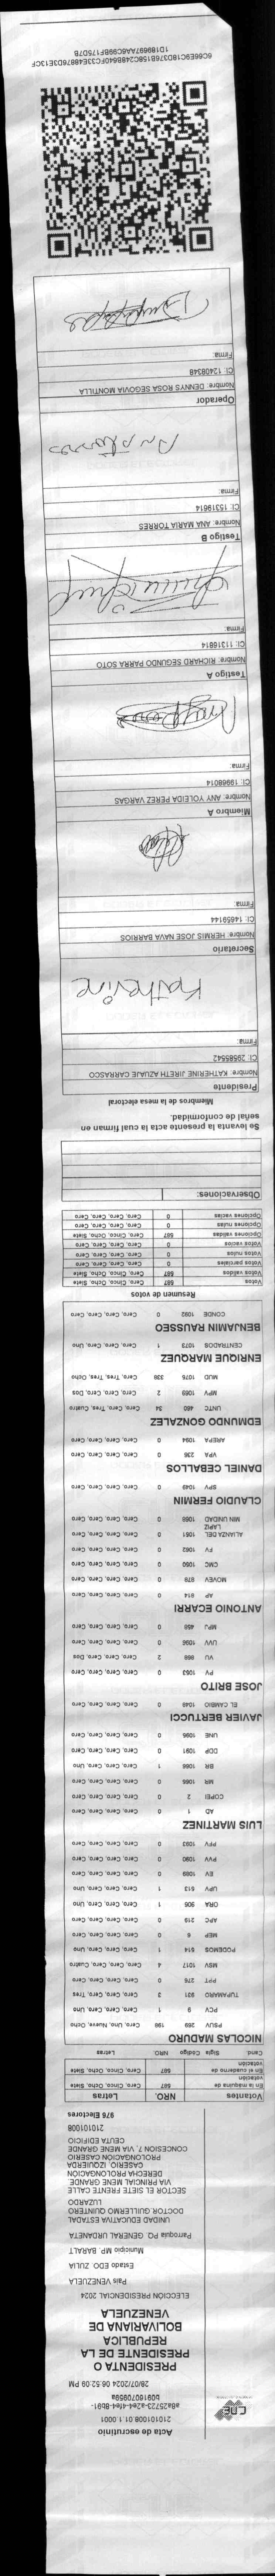 CNE
Acta de escrutinio
210101008.01.1.0001
28/07/2024 06:52:09 PM
PRESIDENTA O
PRESIDENTE DE LA
REPUBLICA
BOLIVARIANA DE
VENEZUELA
ELECCION PRESIDENCIAL 2024
País VENEZUELA
Estado EDO. ZULIA
Municipio MP. BARALT
Parroquia PQ. GENERAL URDANETA
UNIDAD EDUCATIVA ESTADAL
DOCTOR GUILLERMO QUINTERO
LUZARDO
SECTOR EL SIETE FRENTE CALLE
VIA PRINCIAL MENE GRANDE
DERECHA PROLONGACION
CASERIO. IZQUIERDA
PROLONGACION CASERIO
CONCESION 7, VIA MENE GRANDE
CEUTA EDIFICIO
210101008
976 Electores
Votantes NRO. Letras
En la máquina de votación 587 Cero, Cinco, Ocho, Siete
En el cuaderno de votación 587 Cero, Cinco, Ocho, Siete
Cand. Sigla Código NRO. Letras
NICOLAS MADURO
PSUV 269 198 Cero, Uno, Nueve, Ocho
PCV 9 1 Cero, Cero, Cero, Uno
TUPAMARO 931 3 Cero, Cero, Cero, Tres
PPT 276 0 Cero, Cero, Cero, Cero
MSV 1017 4 Cero, Cero, Cero, Cuatro
PODEMOS 514 1 Cero, Cero, Cero, Uno
MEP 6 0 Cero, Cero, Cero, Cero
APC 219 0 Cero, Cero, Cero, Cero
ORA 906 1 Cero, Cero, Cero, Uno
UPV 513 1 Cero, Cero, Cero, Uno
EV 1089 0 Cero, Cero, Cero, Cero
PVV 1090 0 Cero, Cero, Cero, Cero
PFV 1093 0 Cero, Cero, Cero, Cero
LUIS MARTINEZ
AD 1 0 Cero, Cero, Cero, Cero
COPEI 2 0 Cero, Cero, Cero, Cero
MR 1065 0 Cero, Cero, Cero, Cero
BR 1066 1 Cero, Cero, Cero, Uno
DDP 1091 0 Cero, Cero, Cero, Cero
UNE 1095 0 Cero, Cero, Cero, Cero
JAVIER BERTUCCI
EL CAMBIO 1048 0 Cero, Cero, Cero, Cero
JOSE BRITO
PV 1053 0 Cero, Cero, Cero, Cero
VU 868 2 Cero, Cero, Cero, Dos
UVV 1096 0 Cero, Cero, Cero, Cero
MPJ 458 0 Cero, Cero, Cero, Cero
ANTONIO ECARRI
AP 814 0 Cero, Cero, Cero, Cero
MOVEV 879 0 Cero, Cero, Cero, Cero
CMC 1050 0 Cero, Cero, Cero, Cero
FV 1062 0 Cero, Cero, Cero, Cero
ALIANZA DEL LAPIZ 1051 0 Cero, Cero, Cero, Cero
MIN UNIDAD 1088 0 Cero, Cero, Cero, Cero
CLAUDIO FERMIN
SPV 1049 0 Cero, Cero, Cero, Cero
DANIEL CEBALLOS
VPA 236 0 Cero, Cero, Cero, Cero
AREPA 1094 0 Cero, Cero, Cero, Cero
EDMUNDO GONZALEZ
UNTC 460 34 Cero, Cero, Tres, Cuatro
MPV 1069 2 Cero, Cero, Cero, Dos
MUD 1075 338 Cero, Tres, Tres, Ocho
ENRIQUE MARQUEZ
CENTRADOS 1073 1 Cero, Cero, Cero, Uno
BENJAMIN RAUSSEO
CONDE 1092 0 Cero, Cero, Cero, Cero
Resumen de votos
Votos 587 Cero, Cinco, Ocho, Siete
Votos validos 587 Cero, Cinco, Ocho, Siete
Votos parciales 0 Cero, Cero, Cero, Cero
Votos nulos 0 Cero, Cero, Cero, Cero
Votos vacios 0 Cero, Cero, Cero, Cero
Opciones validas 587 Cero, Cinco, Ocho, Siete
Opciones nulas 0 Cero, Cero, Cero, Cero
Opciones vacias 0 Cero, Cero, Cero, Cero
Observaciones:
Se levanta la presente acta la cual firman en
señal de conformidad.
Miembros de la mesa electoral
Presidente
Nombre: KATHERINE JIRETH AZUAJE CARRASCO
CI: 29585542
Firma:
Katherine
Secretario
Nombre: HERMIS JOSE NAVA BARRIOS
CI: 14659144
Firma:
Miembro A
Nombre: ANY YOLEIDA PEREZ VARGAS
CI: 19968014
Firma:
Testigo A
Nombre: RICHARD SEGUNDO PARRA SOTO
CI: 11316914
Firma:
Testigo B
Nombre: ANA MARIA TORRES
CI: 15319614
Firma:
Operador
Nombre: DENNYS ROSA SEGOVIA MONTILLA
CI: 12408348
Firma: